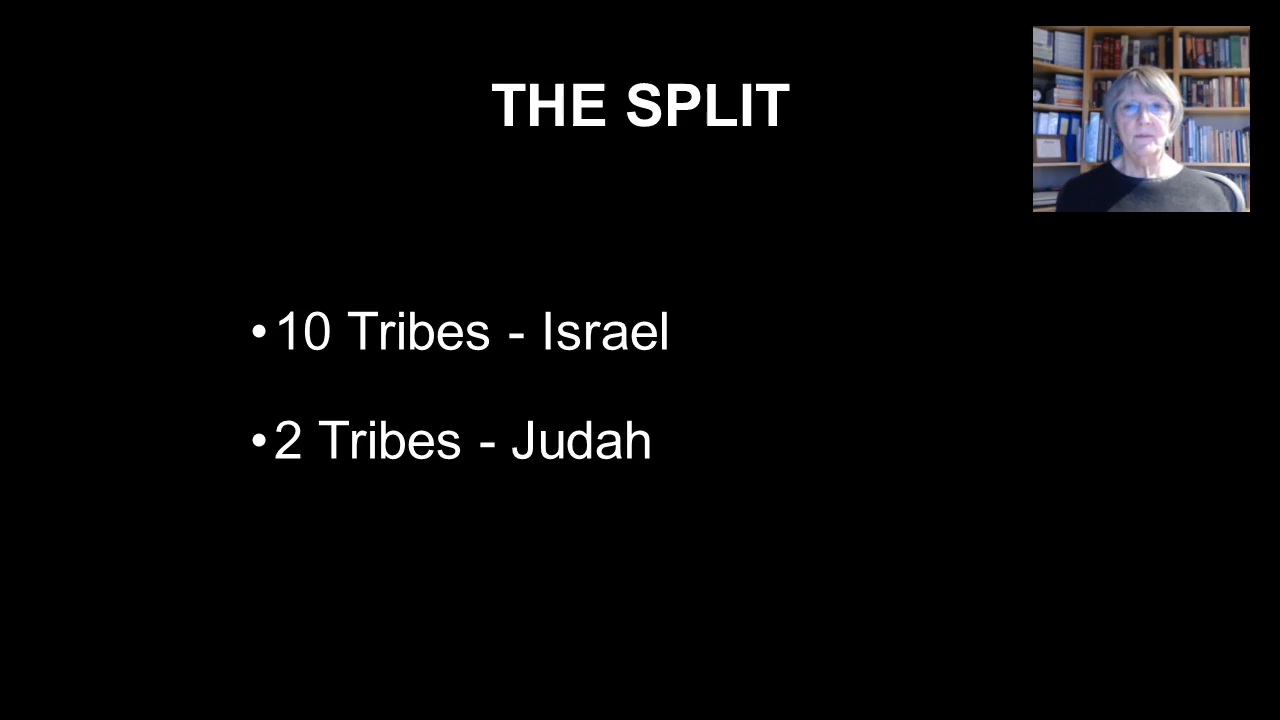 THE SPLIT
•10 Tribes - Israel
•2 Tribes - Judah